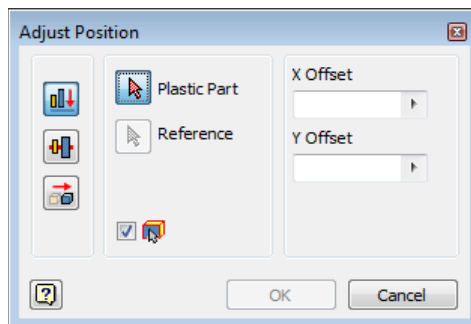 Adjust Position
Plastic Part
Reference
X Offset
Y Offset
OK
Cancel